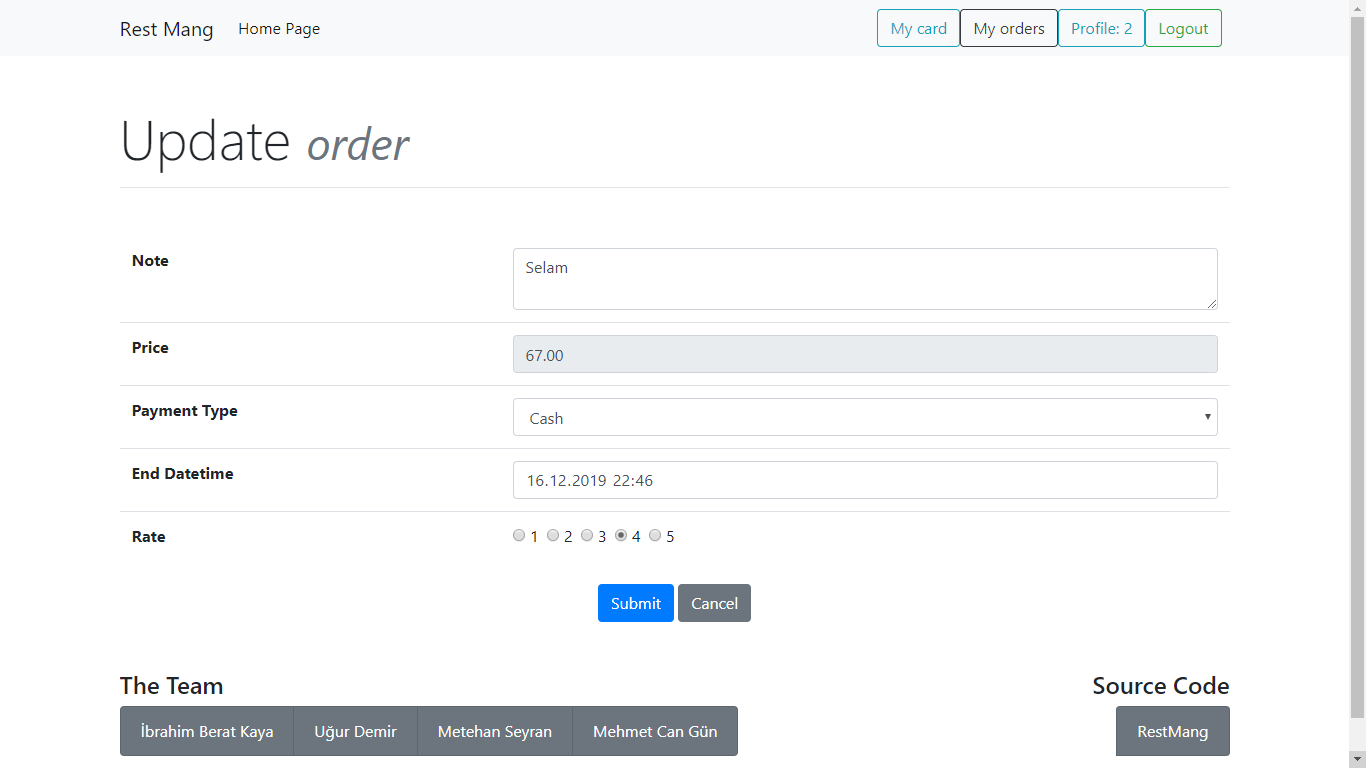 Rest Mang Home Page My card My orders Profile: 2 Logout
Update order
Note Selam
Price 67.00
Payment Type Cash
End Datetime 16.12.2019 22:46
Rate 1 2 3 4 5
Submit Cancel
The Team Source Code
İbrahim Berat Kaya Uğur Demir Metehan Seyran Mehmet Can Gün RestMang